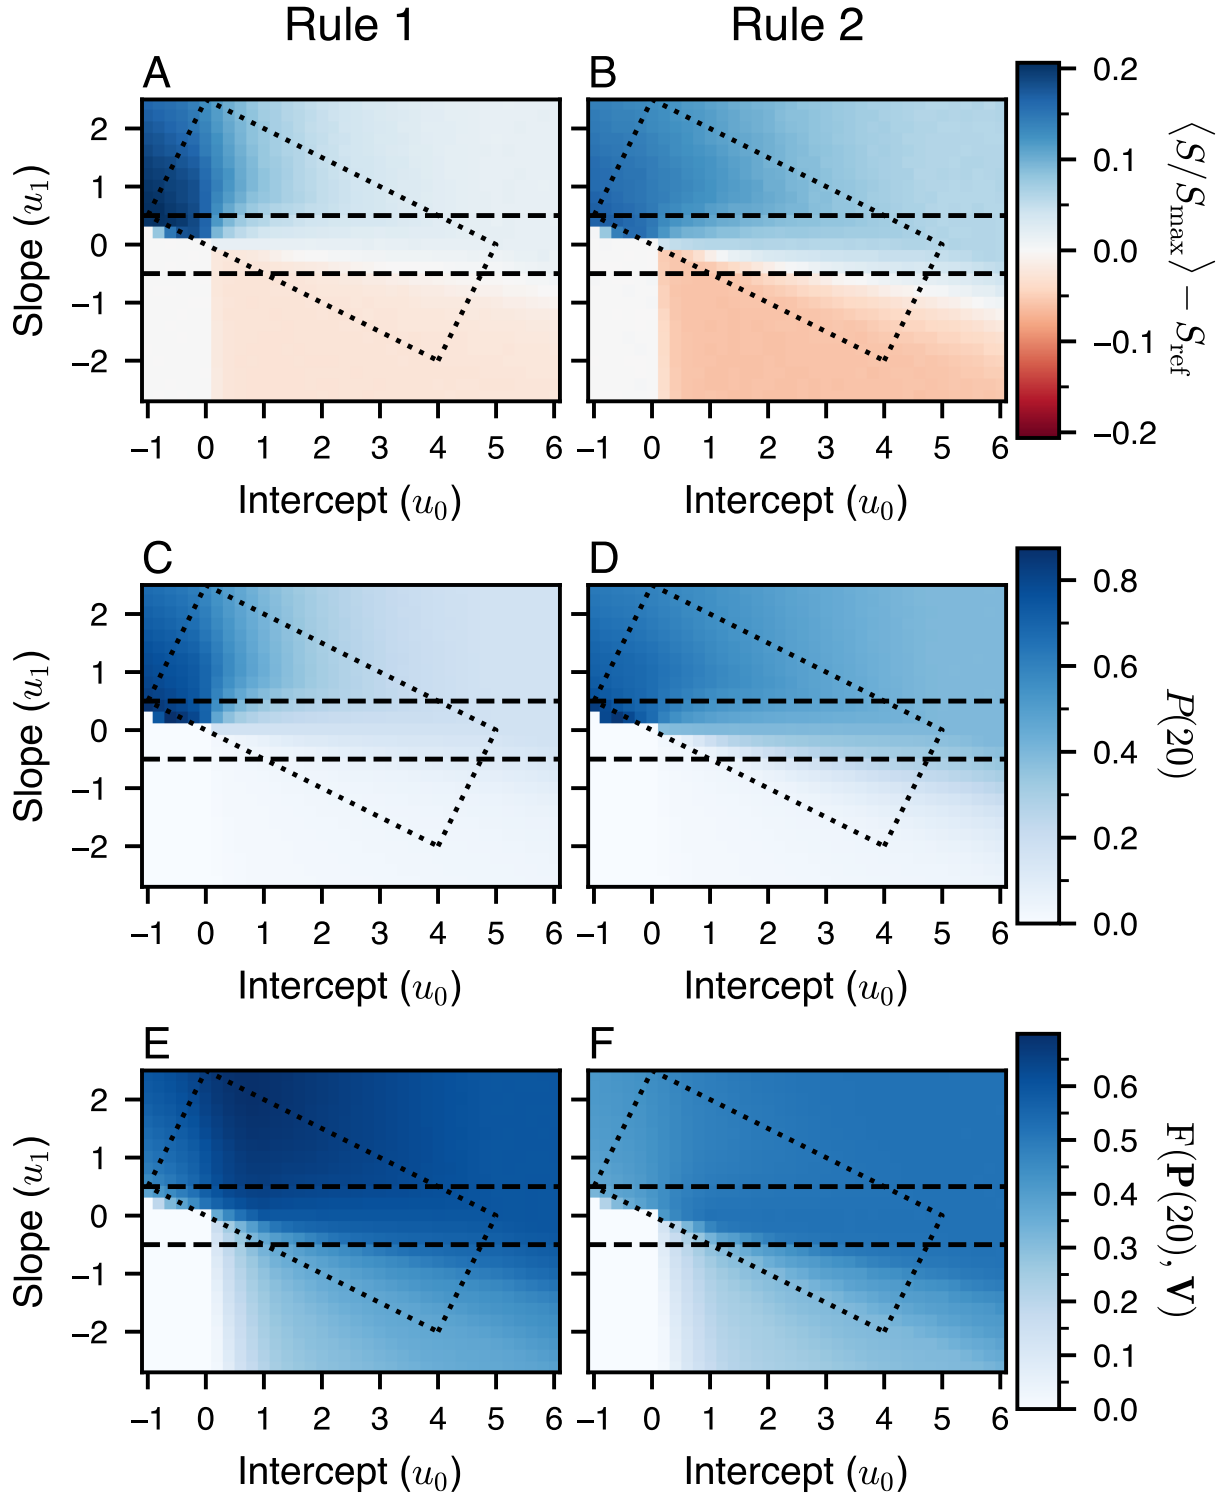 Rule 1 Rule 2
A B
2 1 0 −1 −2
Slope (u₁)
−1 0 1 2 3 4 5 6
−1 0 1 2 3 4 5 6
Intercept (u₀) Intercept (u₀)
0.2 0.1 0.0 −0.1 −0.2
⟨S/Smax⟩ − Sref
C D
2 1 0 −1 −2
Slope (u₁)
−1 0 1 2 3 4 5 6
−1 0 1 2 3 4 5 6
Intercept (u₀) Intercept (u₀)
0.8 0.6 0.4 0.2 0.0
P(20)
E F
2 1 0 −1 −2
Slope (u₁)
−1 0 1 2 3 4 5 6
−1 0 1 2 3 4 5 6
Intercept (u₀) Intercept (u₀)
0.6 0.5 0.4 0.3 0.2 0.1 0.0
F(P(20), V)